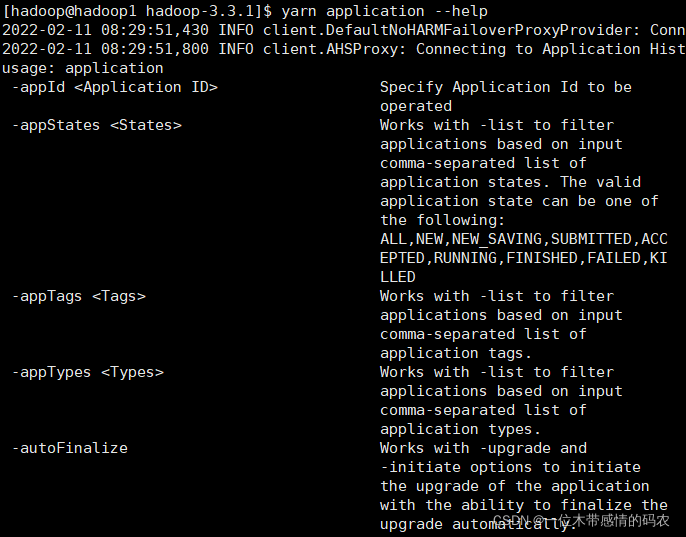 [hadoop@hadoop1 hadoop-3.3.1]$ yarn application --help
2022-02-11 08:29:51,430 INFO client.DefaultNoHARMFailoverProxyProvider: Conn
2022-02-11 08:29:51,800 INFO client.AHSProxy: Connecting to Application Hist
usage: application
-appId <Application ID> Specify Application Id to be
operated
-appStates <States> Works with -list to filter
applications based on input
comma-separated list of
application states. The valid
application state can be one of
the following:
ALL,NEW,NEW_SAVING,SUBMITTED,ACC
EPTED,RUNNING,FINISHED,FAILED,KI
LLED
-appTags <Tags> Works with -list to filter
applications based on input
comma-separated list of
application tags.
-appTypes <Types> Works with -list to filter
applications based on input
comma-separated list of
application types.
-autoFinalize Works with -upgrade and
-initiate options to initiate
the upgrade of the application
with the ability to finalize the
upgrade automatically.
CSDN @一位木带感情的码农